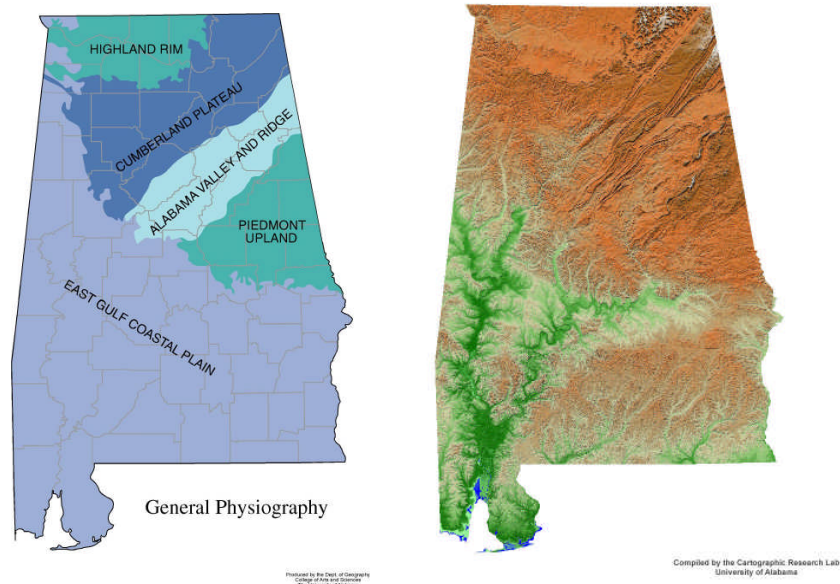 HIGHLAND RIM
CUMBERLAND PLATEAU
ALABAMA VALLEY AND RIDGE
PIEDMONT
UPLAND
EAST GULF COASTAL PLAIN
General Physiography
Produced by the Dept. of Geography
College of Arts and Sciences
Compiled by the Cartographic Research Lab
University of Alabama